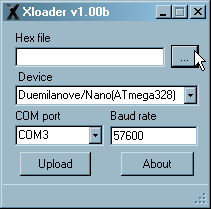 Xloader v1.00b
Hex file
...
Device
Duemilanove/Nano(ATmega328)
COM port Baud rate
COM3 57600
Upload About